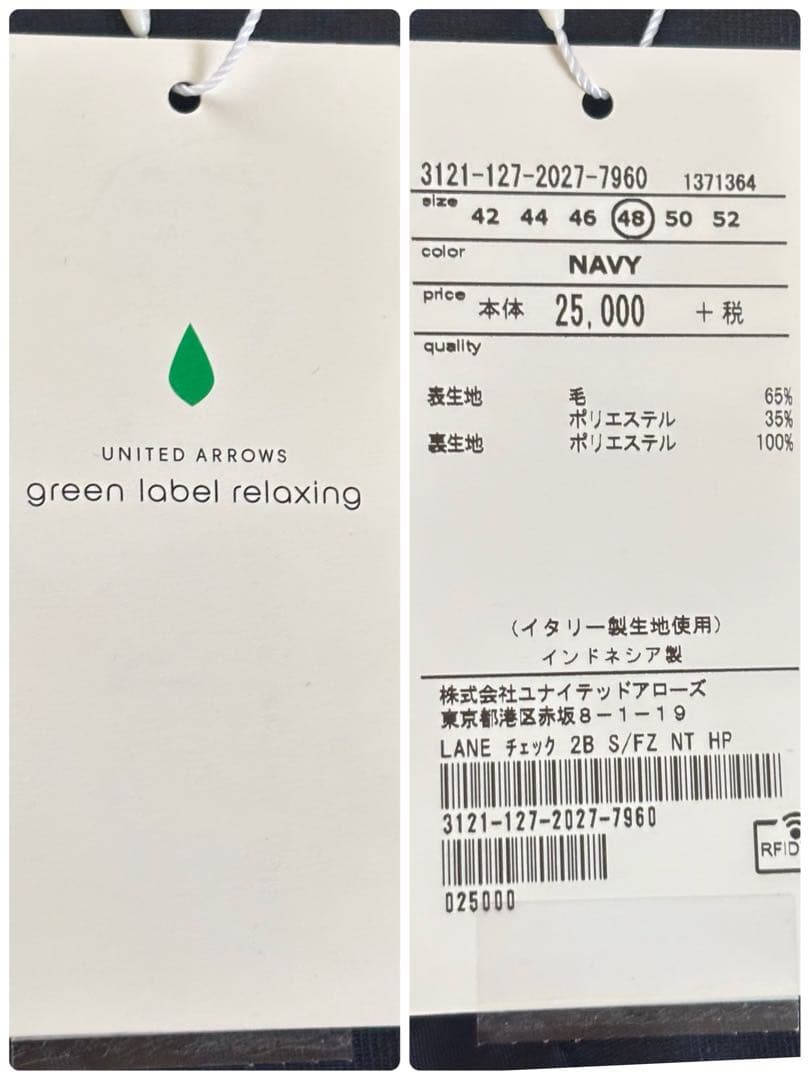 UNITED ARROWS
green label relaxing
3121-127-2027-7960 1371364
size 42 44 46 48 50 52
color NAVY
price 本体 25,000 +税
quality
表生地 毛 65%
ポリエステル 35%
裏生地 ポリエステル 100%
(イタリー製生地使用)
インドネシア製
株式会社ユナイテッドアローズ
東京都港区赤坂8-1-19
LANE チェック 2B S/FZ NT HP
3121-127-2027-7960
RFID
025000